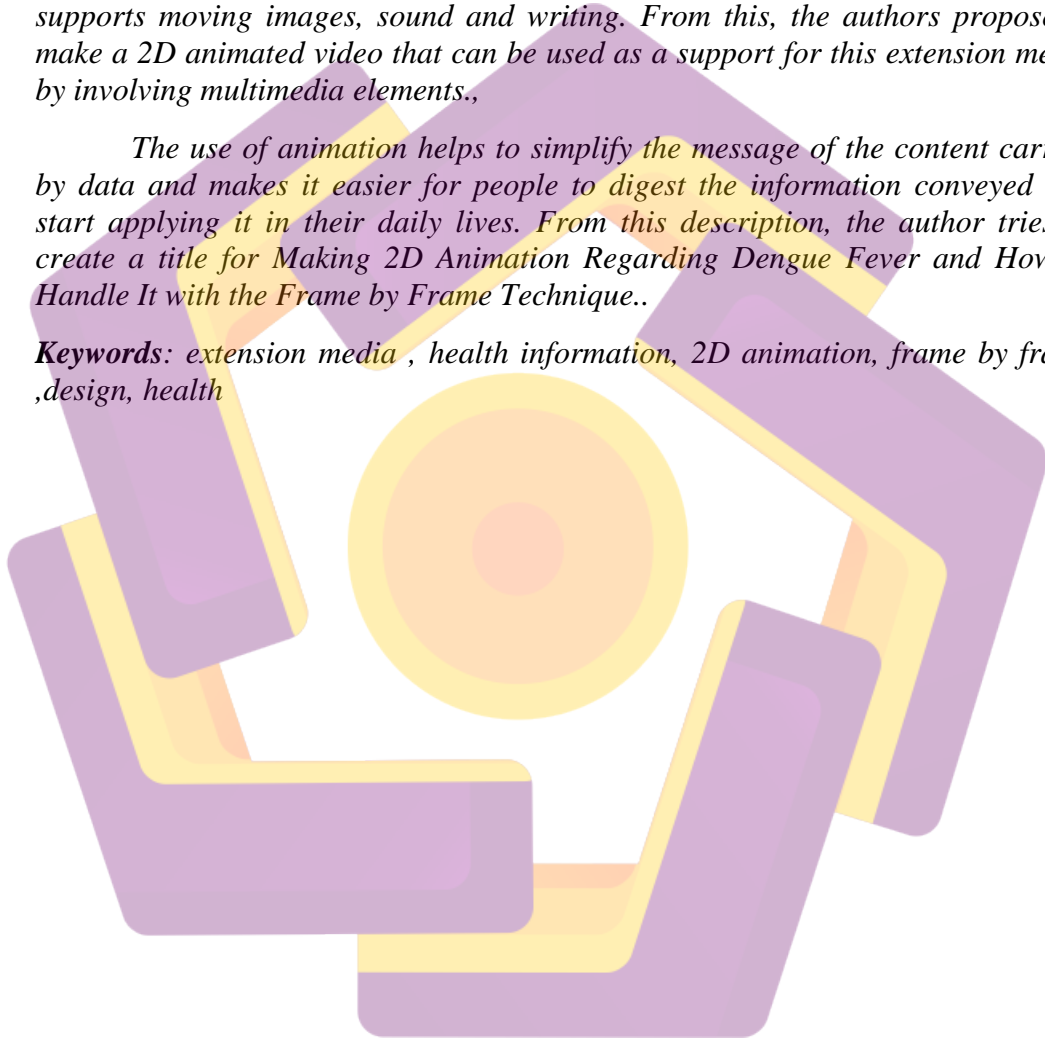 supports moving images, sound and writing. From this, the authors propose
make a 2D animated video that can be used as a support for this extension me
by involving multimedia elements.,
The use of animation helps to simplify the message of the content carr
by data and makes it easier for people to digest the information conveyed
start applying it in their daily lives. From this description, the author tries
create a title for Making 2D Animation Regarding Dengue Fever and How
Handle It with the Frame by Frame Technique..
Keywords: extension media , health information, 2D animation, frame by fra
,design, health